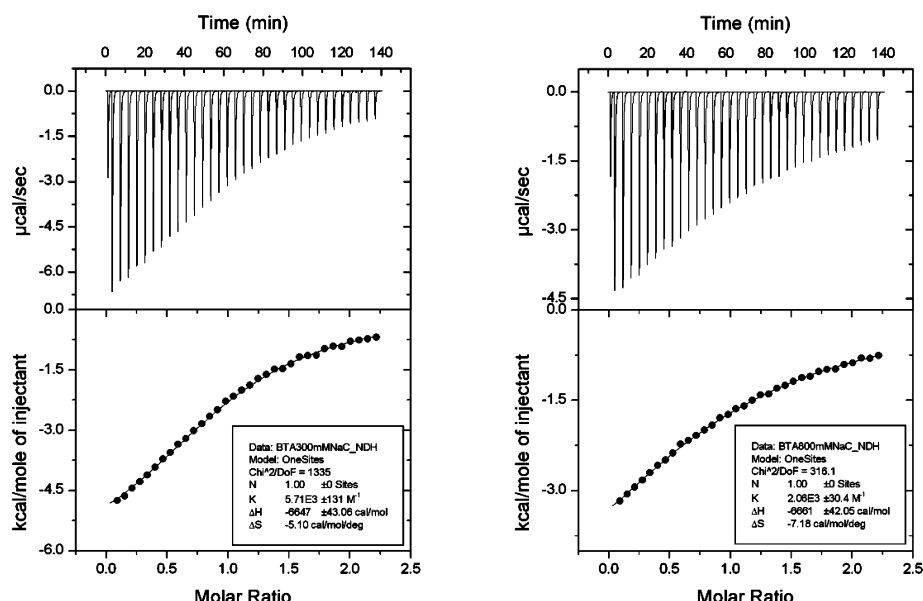 Time (min)
0 20 40 60 80 100 120 140
0.0
-1.5
-3.0
-4.5
-6.0
µcal/sec
0.0
-1.5
-3.0
-4.5
-6.0
kcal/mole of injectant
Data: BTA300mMNaC_NDH
Model: OneSites
Chi^2/DoF = 1335
N 1.00 ±0 Sites
K 5.71E3 ±131 M⁻¹
ΔH -6647 ±43.06 cal/mol
ΔS -5.10 cal/mol/deg
0.0 0.5 1.0 1.5 2.0 2.5
Molar Ratio
Time (min)
0 20 40 60 80 100 120 140
0.0
-1.5
-3.0
-4.5
µcal/sec
0.0
-1.5
-3.0
kcal/mole of injectant
Data: BTA800mMNaC_NDH
Model: OneSites
Chi^2/DoF = 316.1
N 1.00 ±0 Sites
K 2.06E3 ±30.4 M⁻¹
ΔH -6661 ±42.05 cal/mol
ΔS -7.18 cal/mol/deg
0.0 0.5 1.0 1.5 2.0 2.5
Molar Ratio